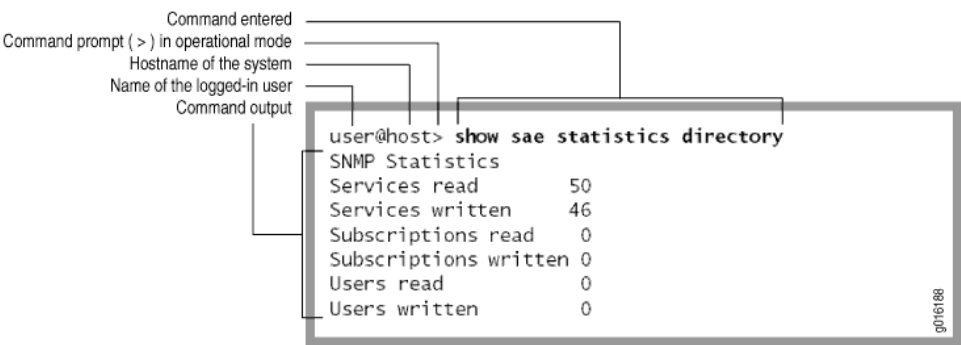 Command entered
Command prompt ( > ) in operational mode
Hostname of the system
Name of the logged-in user
Command output
user@host> show sae statistics directory
SNMP Statistics
Services read 50
Services written 46
Subscriptions read 0
Subscriptions written 0
Users read 0
Users written 0
g016188